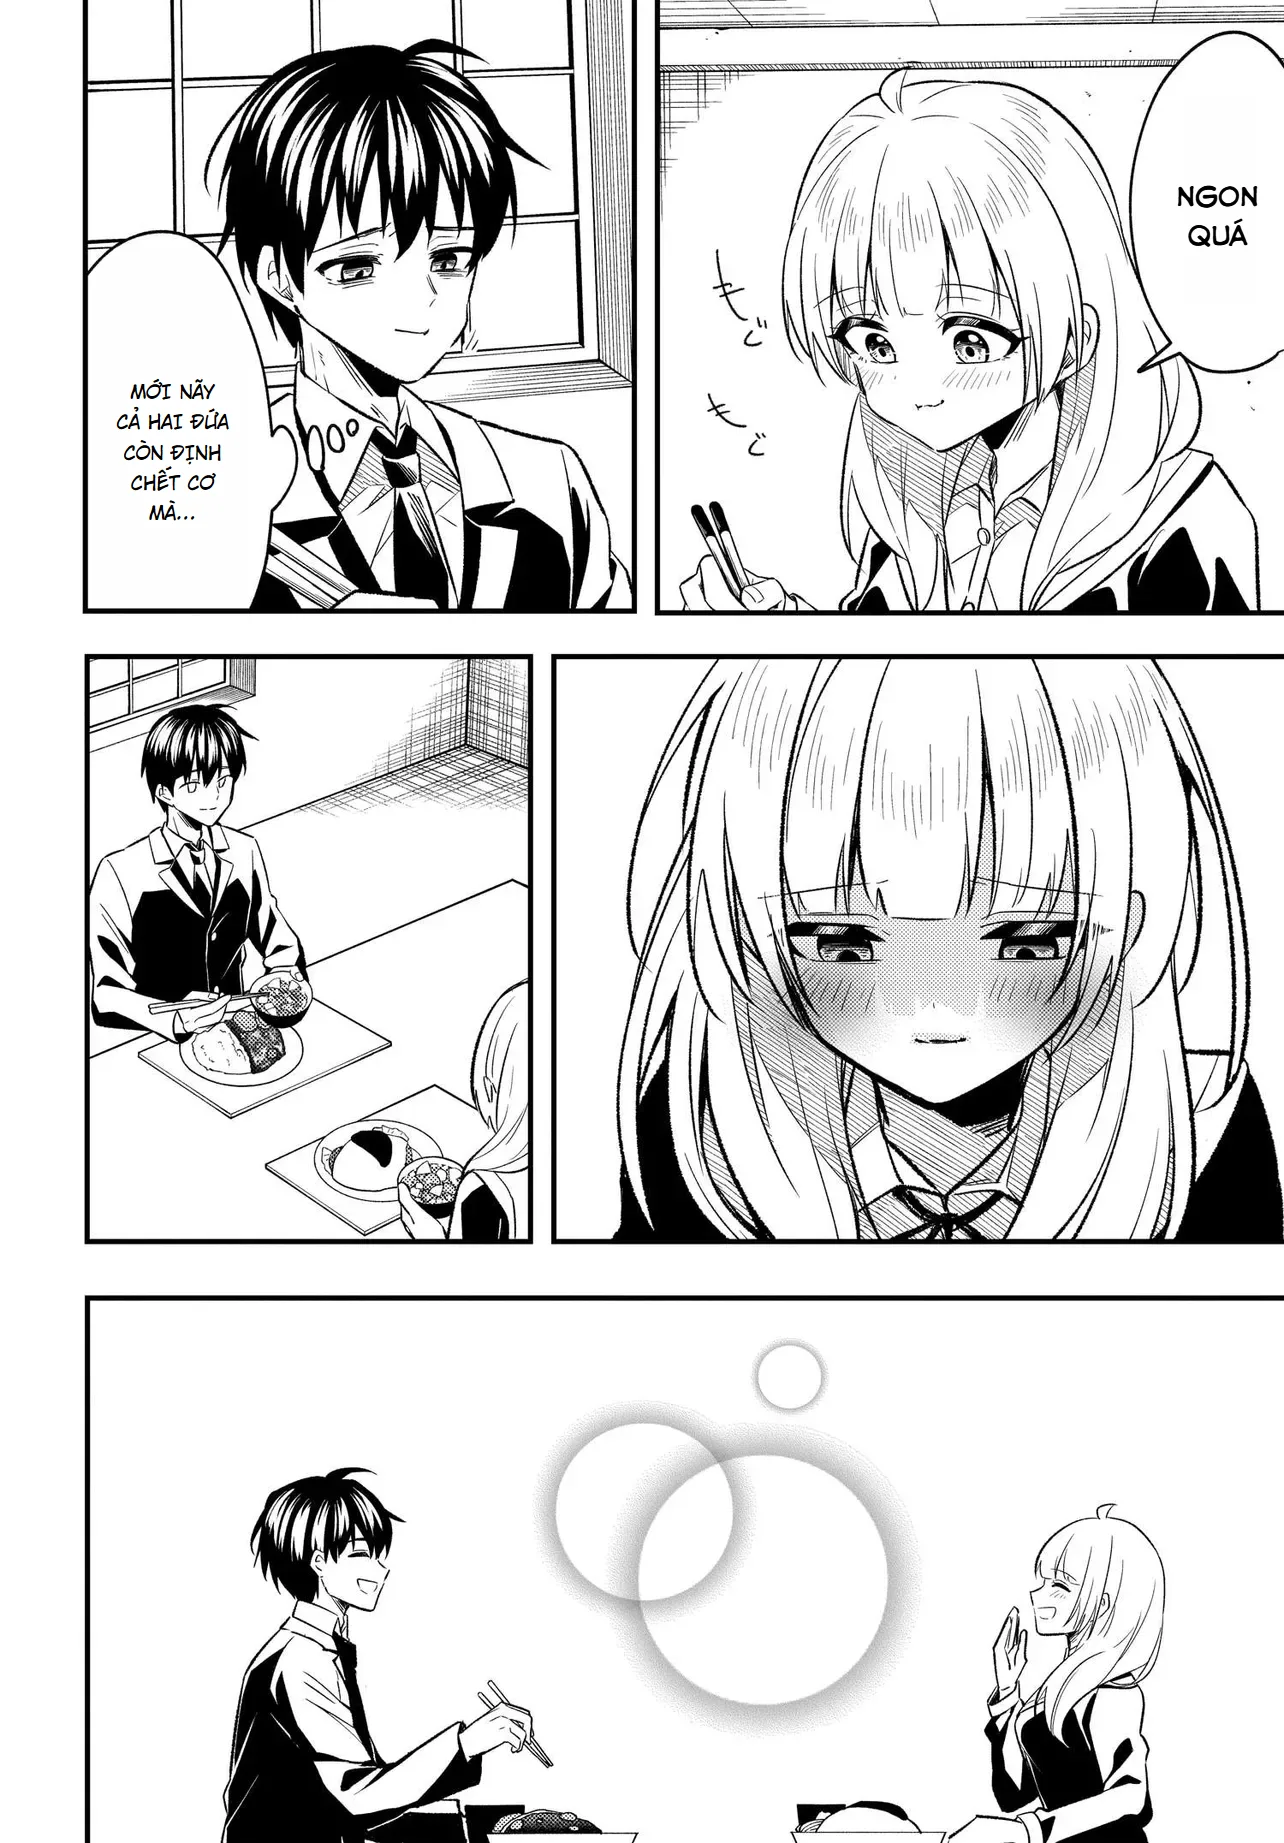 NGON
QUÁ
もぐ
もぐ
MỚI NÃY
CẢ HAI ĐỨA
CÒN ĐỊNH
CHẾT CƠ
MÀ...